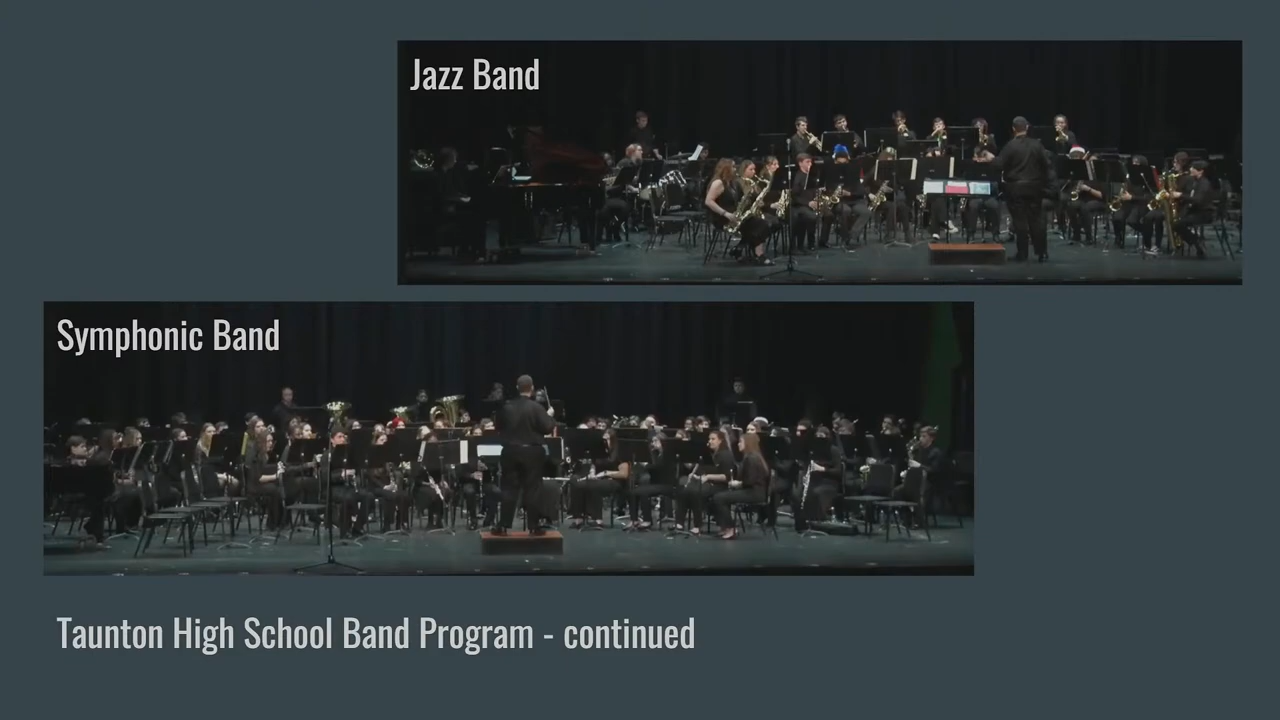 Jazz Band
Symphonic Band
Taunton High School Band Program - continued